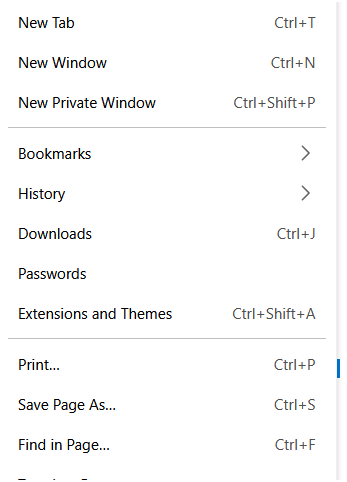 New Tab Ctrl+T
New Window Ctrl+N
New Private Window Ctrl+Shift+P
Bookmarks
History
Downloads Ctrl+J
Passwords
Extensions and Themes Ctrl+Shift+A
Print... Ctrl+P
Save Page As... Ctrl+S
Find in Page... Ctrl+F